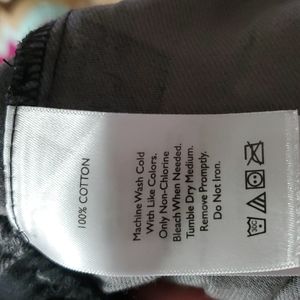 100% COTTON
Machine Wash Cold
With Like Colors.
Only Non-Chlorine
Bleach When Needed.
Tumble Dry Medium.
Remove Promptly.
Do Not Iron.